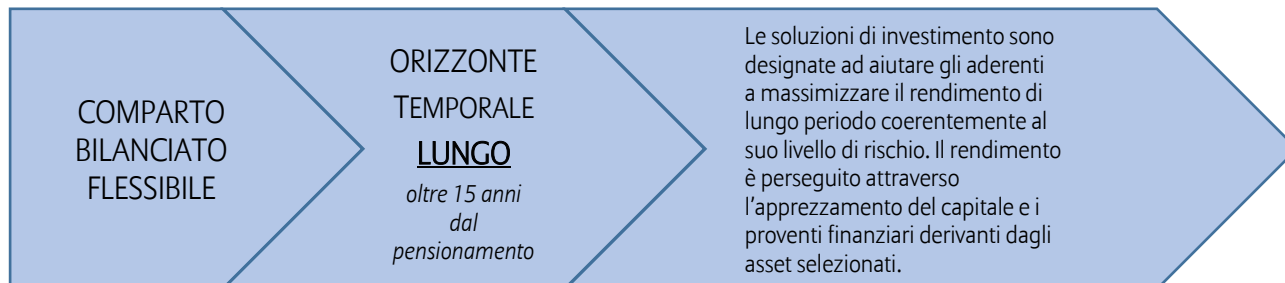 COMPARTO
BILANCIATO
FLESSIBILE
ORIZZONTE
TEMPORALE
LUNGO
oltre 15 anni
dal
pensionamento
Le soluzioni di investimento sono
designate ad aiutare gli aderenti
a massimizzare il rendimento di
lungo periodo coerentemente al
suo livello di rischio. Il rendimento
è perseguito attraverso
l'apprezzamento del capitale e i
proventi finanziari derivanti dagli
asset selezionati.